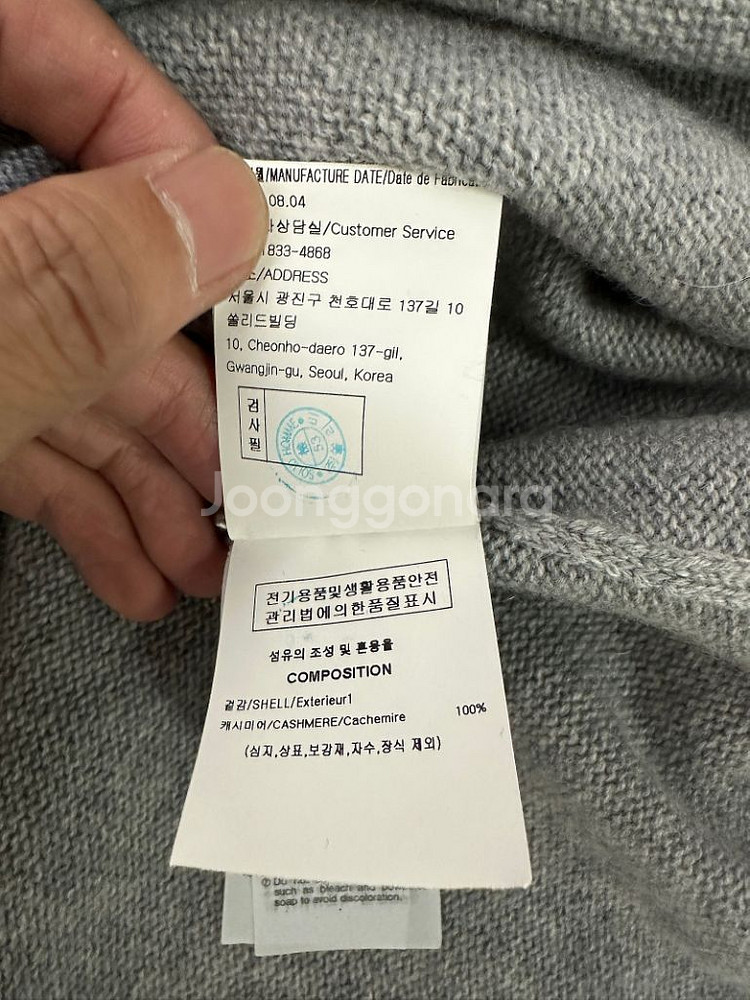 /MANUFACTURE DATE/Date de
08.04
상담실/Customer Service
1833-4868
/ADDRESS
서울시 광진구 천호대로 137길 10
쏠리드빌딩
10, Cheonho-daero 137-gil,
Gwangjin-gu, Seoul, Korea
검사필
HOMME
Joonggonara
전기용품및생활용품안전
관리법에의한품질표시
섬유의 조성 및 혼용율
COMPOSITION
겉감/SHELL/Exterieur1
캐시미어/CASHMERE/Cachemire 100%
(심지,상표,보강재,자수,장식 제외)
such as bleach and
soap to avoid discoloration.